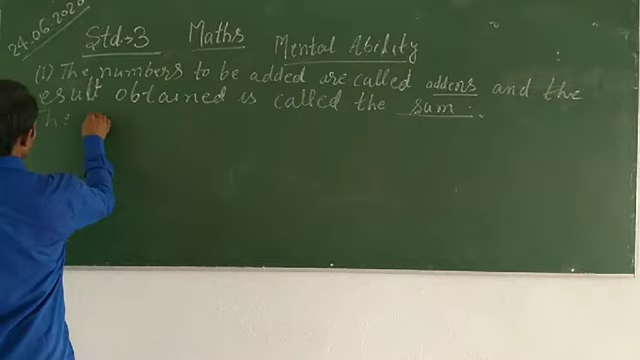 24.06.2020
Std→3 Maths Mental Ability
(1) The numbers to be added are called addens and the
esult obtained is called the sum.
The